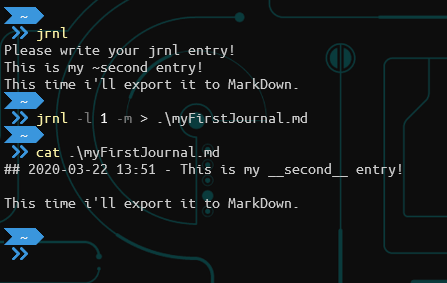 ~
jrnl
Please write your jrnl entry!
This is my ~second entry!
This time i'll export it to MarkDown.
~
jrnl -l 1 -m > .\myFirstJournal.md
~
cat .\myFirstJournal.md
## 2020-03-22 13:51 - This is my __second__ entry!
This time i'll export it to MarkDown.
~